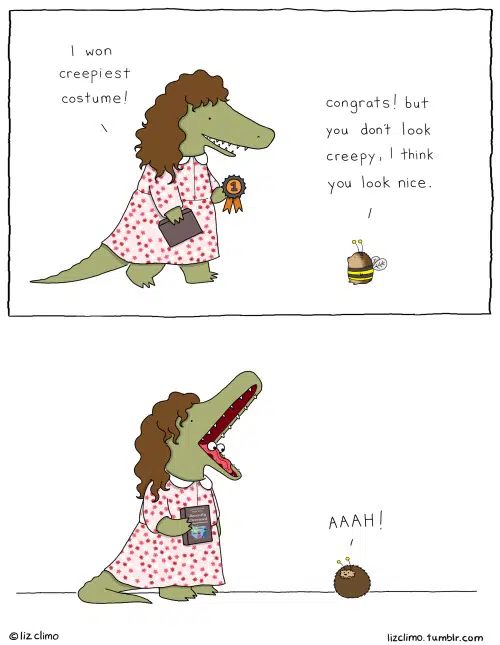 I won
creepiest
costume!
congrats! but
you don't look
creepy, I think
you look nice.
1
AAAH!
© liz climo
lizclimo.tumblr.com